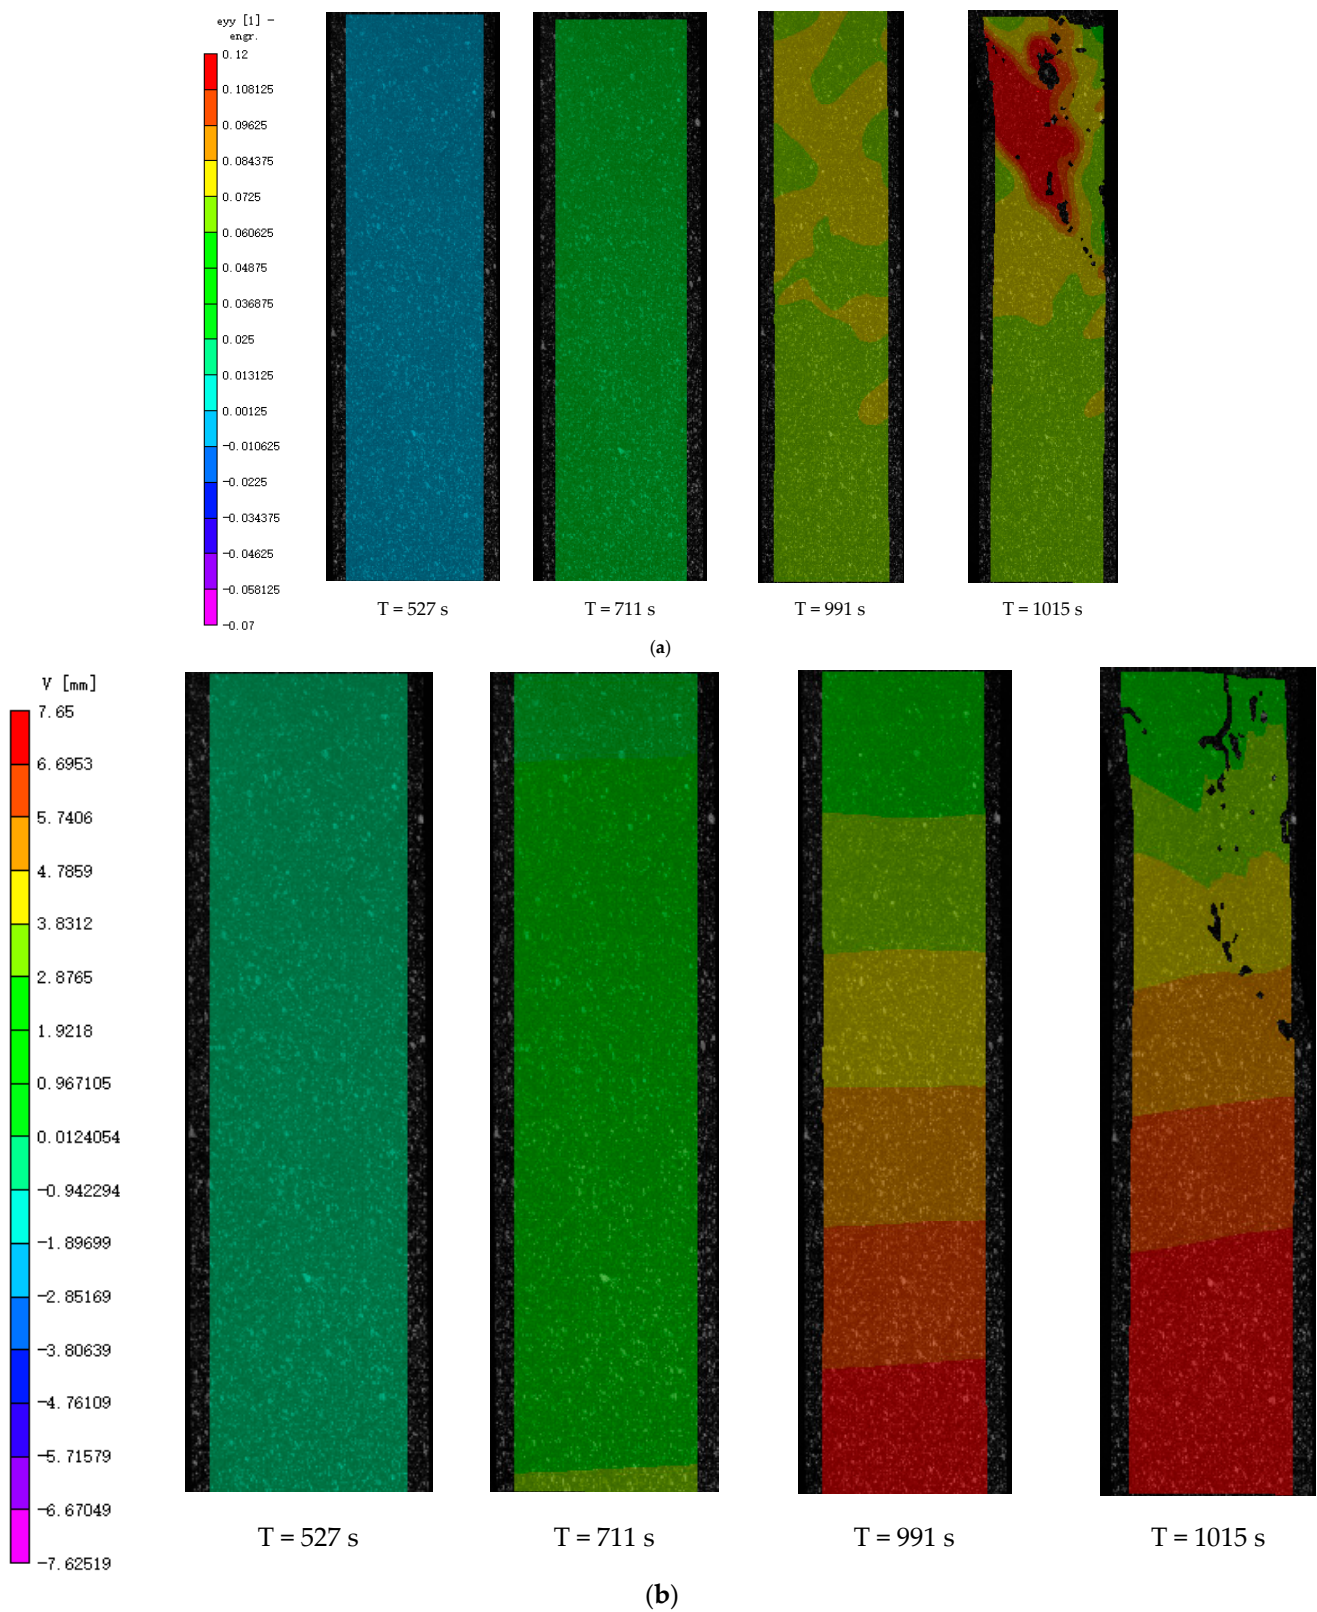 eyy [1] -
engr.
0.12
0.108125
0.09625
0.084375
0.0725
0.060625
0.04875
0.036875
0.025
0.013125
0.00125
-0.010625
-0.0225
-0.034375
-0.04625
-0.058125
-0.07
T = 527 s
T = 711 s
T = 991 s
T = 1015 s
(a)
V [mm]
7.65
6.6953
5.7406
4.7859
3.8312
2.8765
1.9218
0.967105
0.0124054
-0.942294
-1.89699
-2.85169
-3.80639
-4.76109
-5.71579
-6.67049
-7.62519
T = 527 s
T = 711 s
T = 991 s
T = 1015 s
(b)